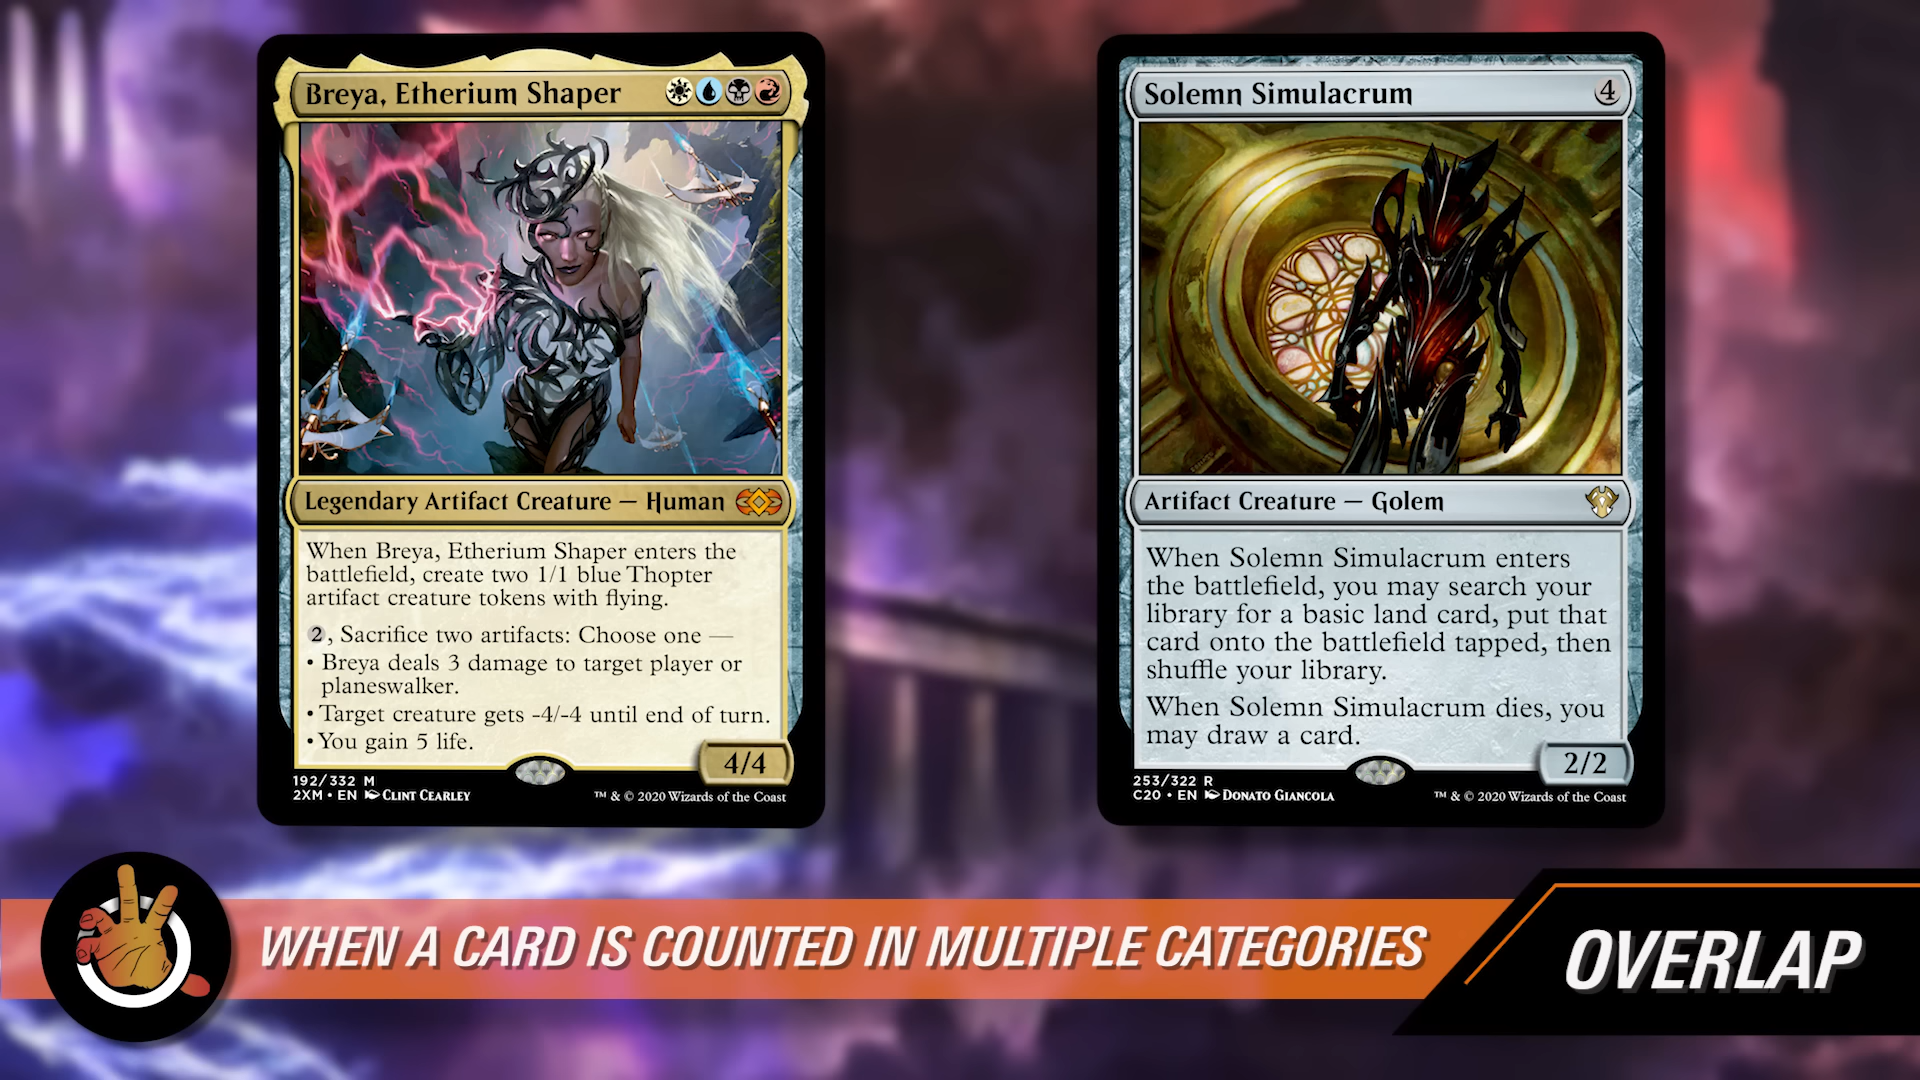 Breya, Etherium Shaper
Legendary Artifact Creature — Human
When Breya, Etherium Shaper enters the
battlefield, create two 1/1 blue Thopter
artifact creature tokens with flying.
2, Sacrifice two artifacts: Choose one —
• Breya deals 3 damage to target player or
planeswalker.
• Target creature gets -4/-4 until end of turn.
• You gain 5 life.
4/4
192/332 M
2XM • EN CLINT CEARLEY
™ & © 2020 Wizards of the Coast
Solemn Simulacrum 4
Artifact Creature — Golem
When Solemn Simulacrum enters
the battlefield, you may search your
library for a basic land card, put that
card onto the battlefield tapped, then
shuffle your library.
When Solemn Simulacrum dies, you
may draw a card.
2/2
253/322 R
C20 • EN DONATO GIANCOLA
™ & © 2020 Wizards of the Coast
WHEN A CARD IS COUNTED IN MULTIPLE CATEGORIES
OVERLAP